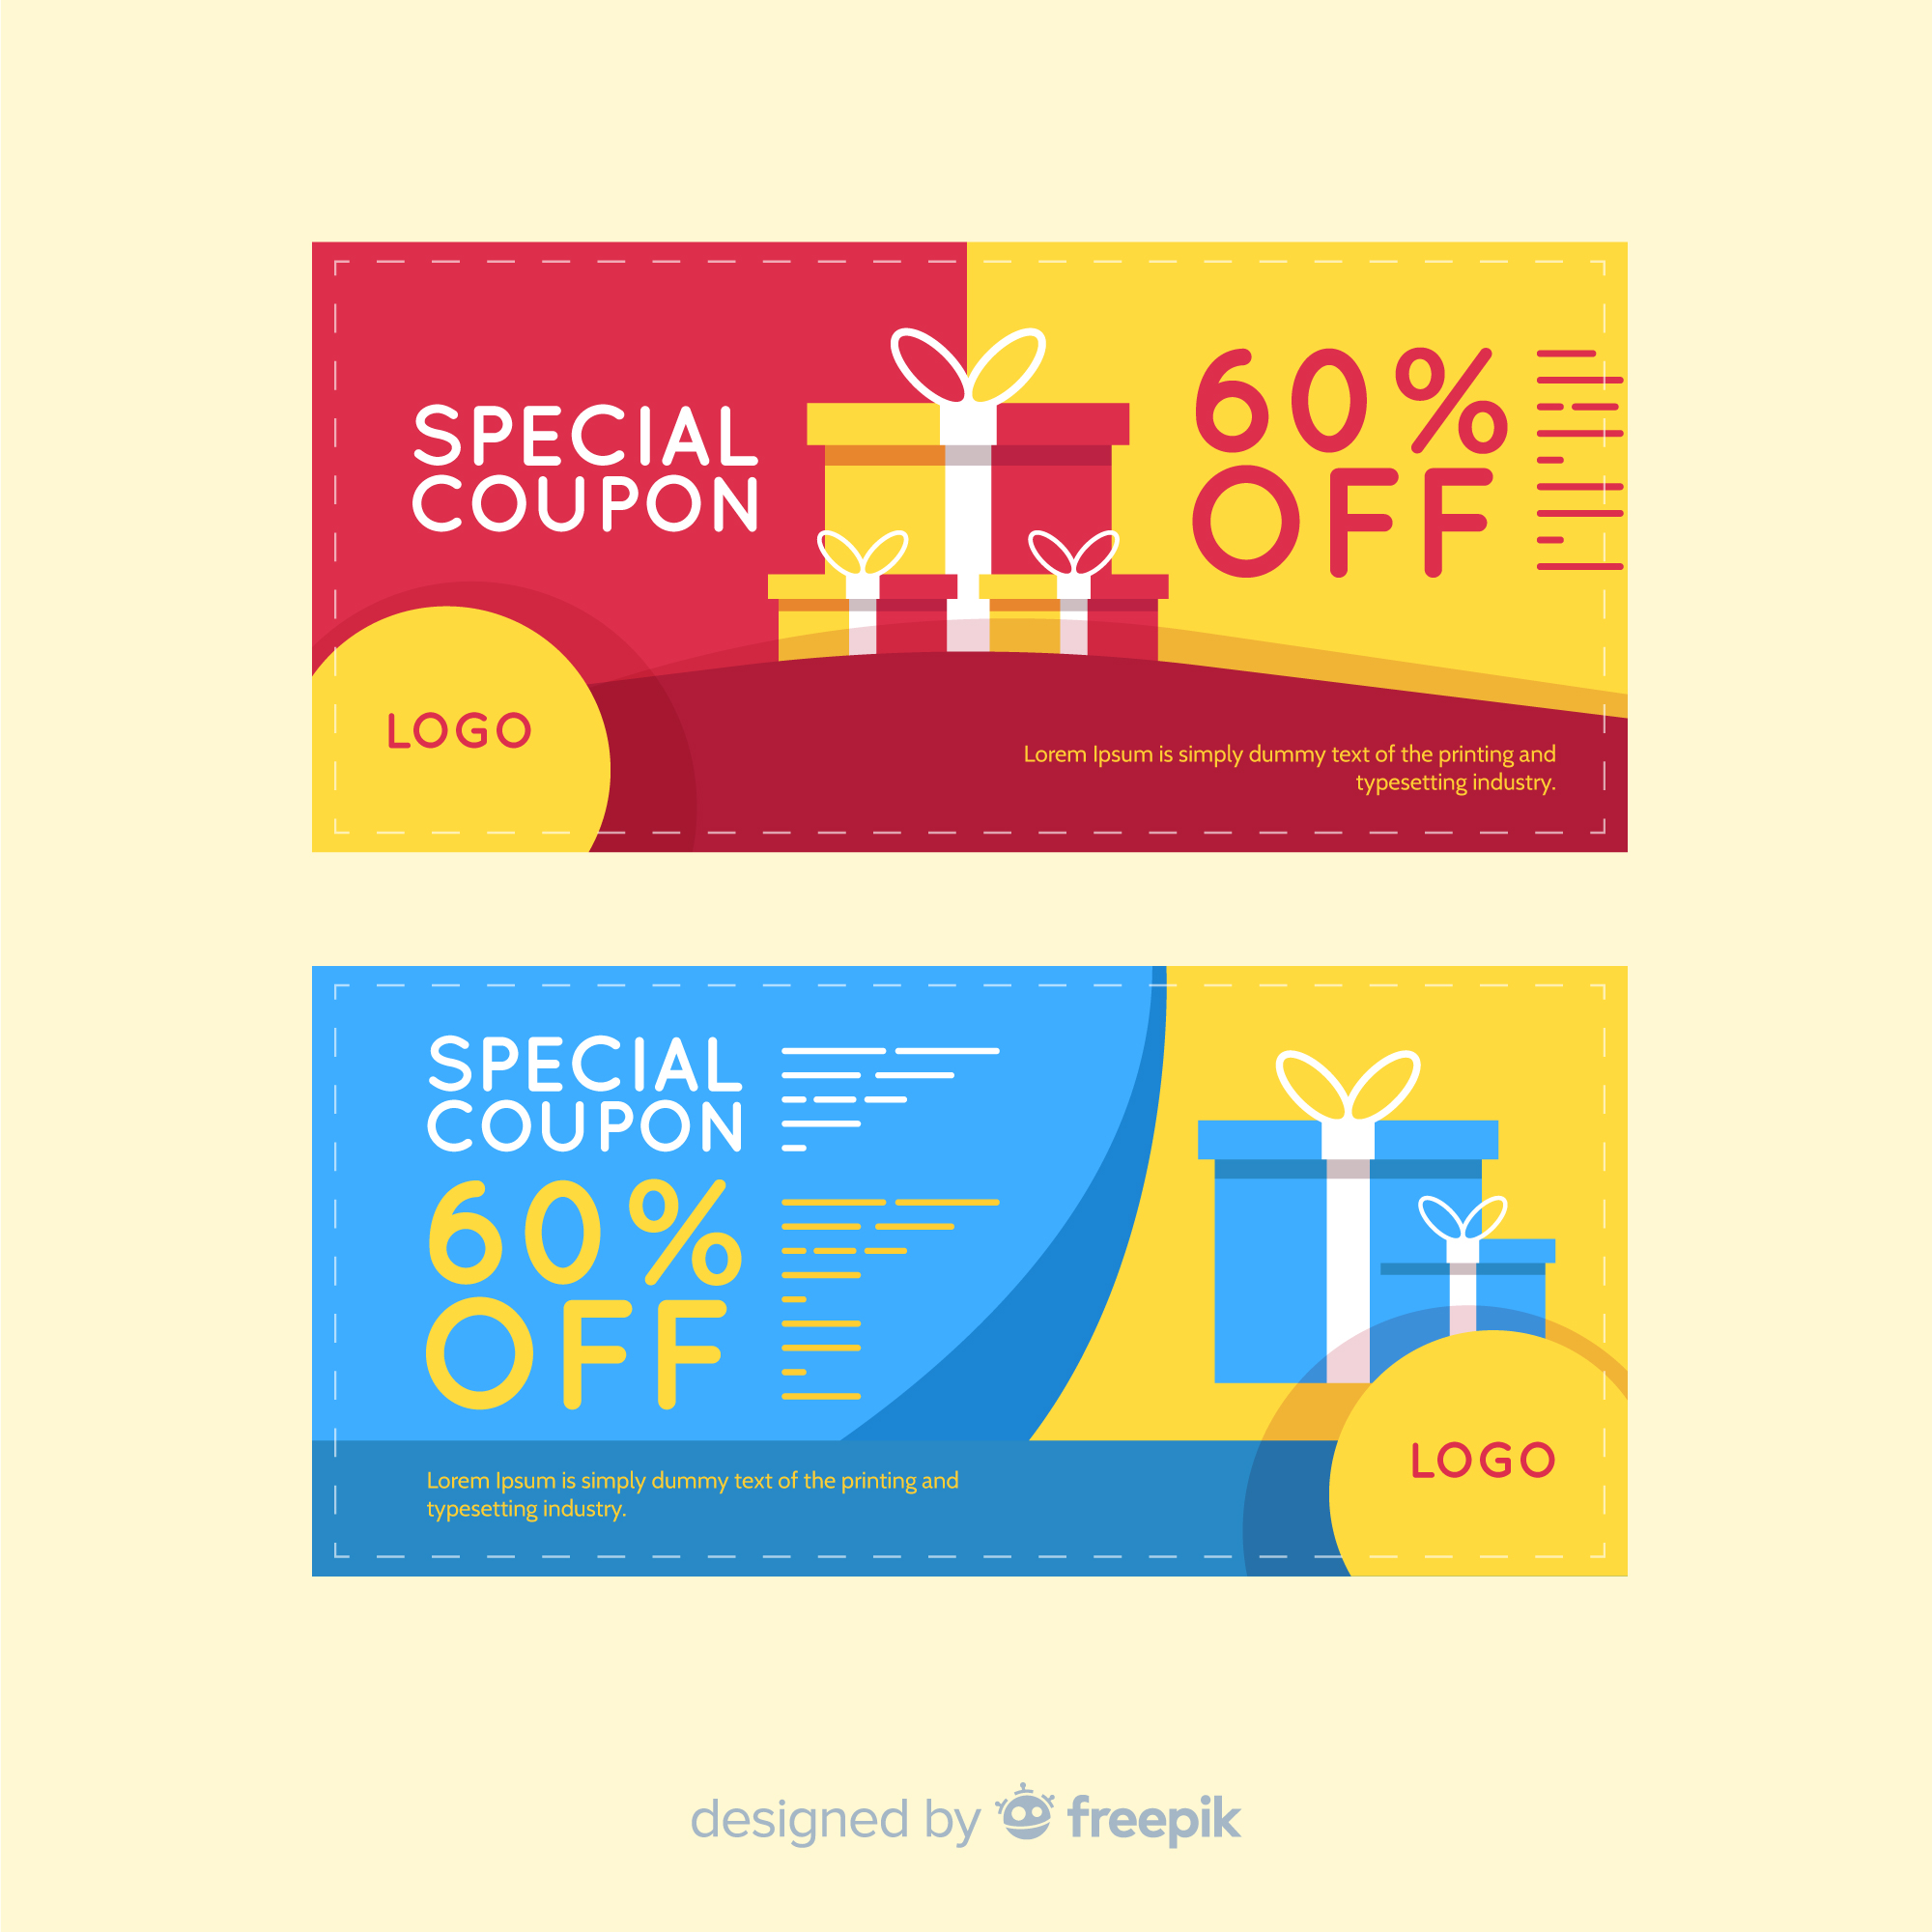 SPECIAL
COUPON
60%
OFF
LOGO
Lorem Ipsum is simply dummy text of the printing and
typesetting industry.
SPECIAL
COUPON
60%
OFF
Lorem Ipsum is simply dummy text of the printing and
typesetting industry.
LOGO
designed by freepik